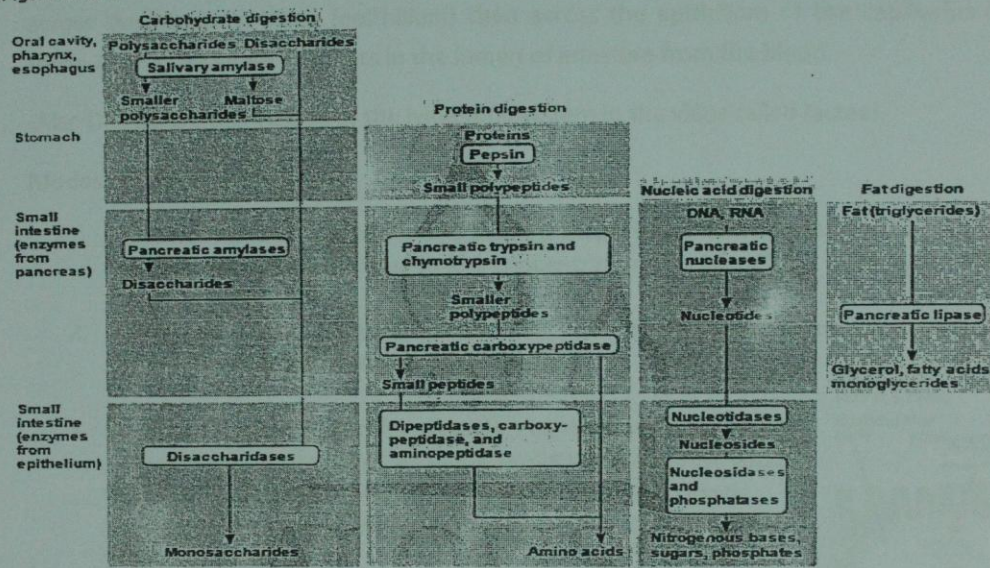 Carbohydrate digestion
Oral cavity,
pharynx,
esophagus
Polysaccharides Disaccharides
Salivary amylase
Smaller
polysaccharides
Maltose
Stomach
Protein digestion
Proteins
Pepsin
Small polypeptides
Nucleic acid digestion
Fat digestion
Small
intestine
(enzymes
from
pancreas)
Pancreatic amylases
Disaccharides
Pancreatic trypsin and
chymotrypsin
Smaller
polypeptides
Pancreatic carboxypeptidase
Small peptides
DNA, RNA
Pancreatic
nucleases
Nucleotides
Fat (triglycerides)
Pancreatic lipase
Glycerol, fatty acids
monoglycerides
Small
intestine
(enzymes
from
epithelium)
Disaccharidases
Monosaccharides
Dipeptidases, carboxy-
peptidase, and
aminopeptidase
Amino acids
Nucleotidases
Nucleosides
Nucleosidases
and
phosphatases
Nitrogenous bases,
sugars, phosphates